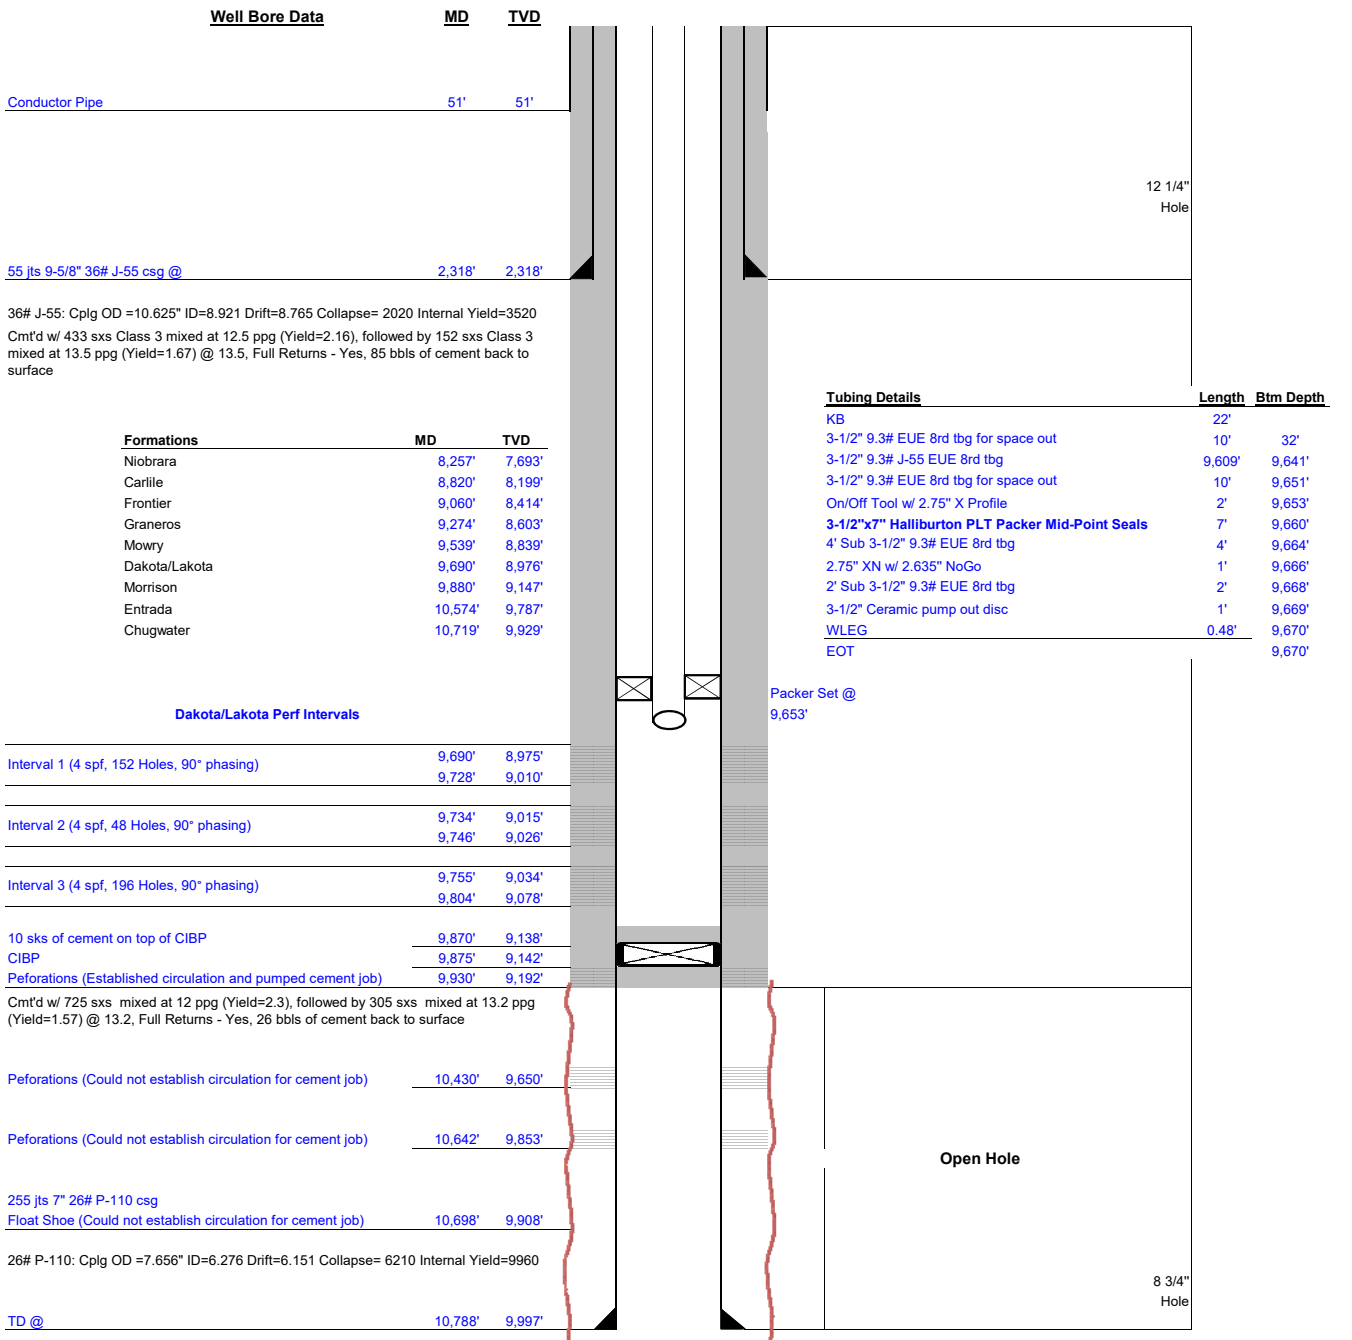 Well Bore Data MD TVD
Conductor Pipe 51' 51'
12 1/4"
Hole
55 jts 9-5/8" 36# J-55 csg @ 2,318' 2,318'
36# J-55: Cplg OD =10.625" ID=8.921 Drift=8.765 Collapse= 2020 Internal Yield=3520
Cmt'd w/ 433 sxs Class 3 mixed at 12.5 ppg (Yield=2.16), followed by 152 sxs Class 3
mixed at 13.5 ppg (Yield=1.67) @ 13.5, Full Returns - Yes, 85 bbls of cement back to
surface
Formations MD TVD
Niobrara 8,257' 7,693'
Carlile 8,820' 8,199'
Frontier 9,060' 8,414'
Graneros 9,274' 8,603'
Mowry 9,539' 8,839'
Dakota/Lakota 9,690' 8,976'
Morrison 9,880' 9,147'
Entrada 10,574' 9,787'
Chugwater 10,719' 9,929'
Tubing Details Length Btm Depth
KB 22'
3-1/2" 9.3# EUE 8rd tbg for space out 10' 32'
3-1/2" 9.3# J-55 EUE 8rd tbg 9,609' 9,641'
3-1/2" 9.3# EUE 8rd tbg for space out 10' 9,651'
On/Off Tool w/ 2.75" X Profile 2' 9,653'
3-1/2"x7" Halliburton PLT Packer Mid-Point Seals 7' 9,660'
4' Sub 3-1/2" 9.3# EUE 8rd tbg 4' 9,664'
2.75" XN w/ 2.635" NoGo 1' 9,666'
2' Sub 3-1/2" 9.3# EUE 8rd tbg 2' 9,668'
3-1/2" Ceramic pump out disc 1' 9,669'
WLEG 0.48' 9,670'
EOT 9,670'
Packer Set @
9,653'
Dakota/Lakota Perf Intervals
9,690' 8,975'
Interval 1 (4 spf, 152 Holes, 90° phasing)
9,728' 9,010'
9,734' 9,015'
Interval 2 (4 spf, 48 Holes, 90° phasing)
9,746' 9,026'
9,755' 9,034'
Interval 3 (4 spf, 196 Holes, 90° phasing)
9,804' 9,078'
10 sks of cement on top of CIBP 9,870' 9,138'
CIBP 9,875' 9,142'
Peforations (Established circulation and pumped cement job) 9,930' 9,192'
Cmt'd w/ 725 sxs mixed at 12 ppg (Yield=2.3), followed by 305 sxs mixed at 13.2 ppg
(Yield=1.57) @ 13.2, Full Returns - Yes, 26 bbls of cement back to surface
Peforations (Could not establish circulation for cement job) 10,430' 9,650'
Peforations (Could not establish circulation for cement job) 10,642' 9,853'
Open Hole
255 jts 7" 26# P-110 csg
Float Shoe (Could not establish circulation for cement job) 10,698' 9,908'
26# P-110: Cplg OD =7.656" ID=6.276 Drift=6.151 Collapse= 6210 Internal Yield=9960
8 3/4"
Hole
TD @ 10,788' 9,997'